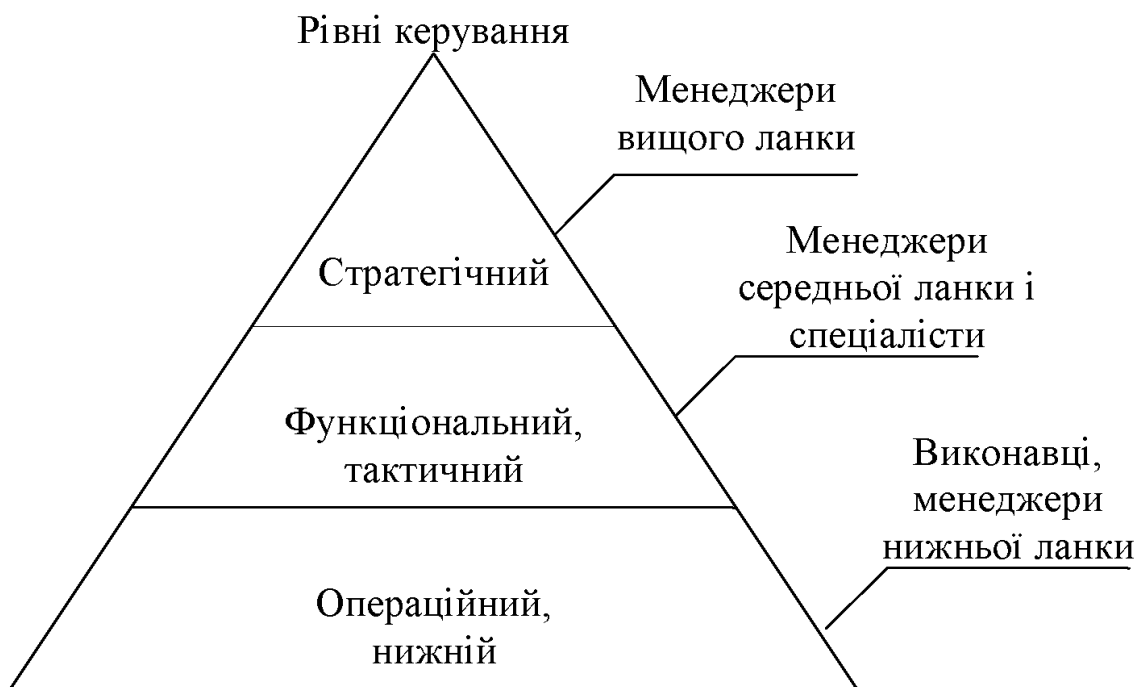 Рівні керування
Менеджери
вищого ланки
Менеджери
середньої ланки і
спеціалісти
Стратегічний
Функціональний,
тактичний
Виконавці,
менеджери
нижньої ланки
Операційний,
нижній